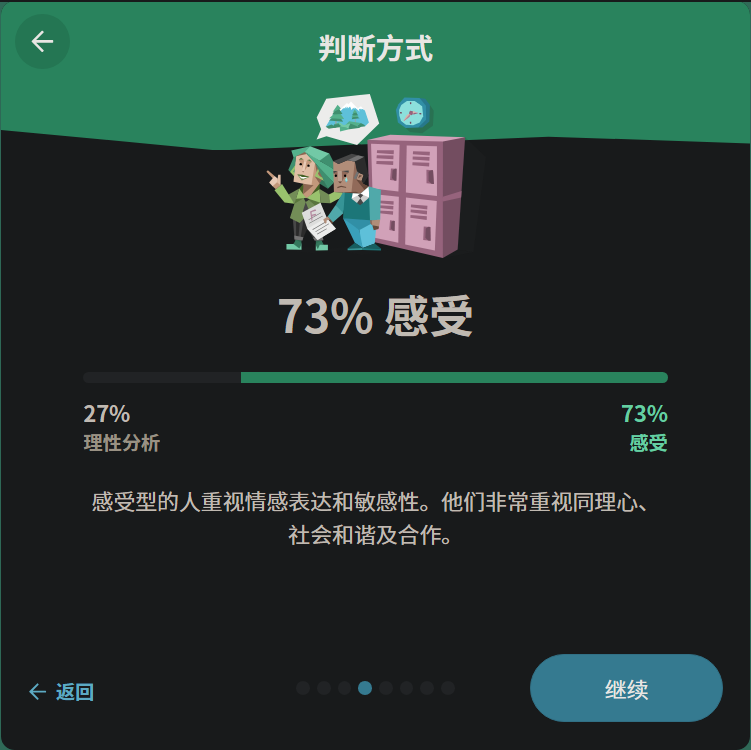 判断方式
73% 感受
27%
73%
理性分析
感受
感受型的人重视情感表达和敏感性。他们非常重视同理心、
社会和谐及合作。
返回
继续